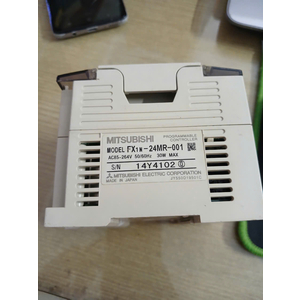 MITSUBISHI
PROGRAMMABLE
CONTROLLER
MODEL FX1N-24MR-001
AC85-264V 50/60Hz 30W MAX
S/N 14Y4102
MITSUBISHI ELECTRIC CORPORATION
MADE IN JAPAN